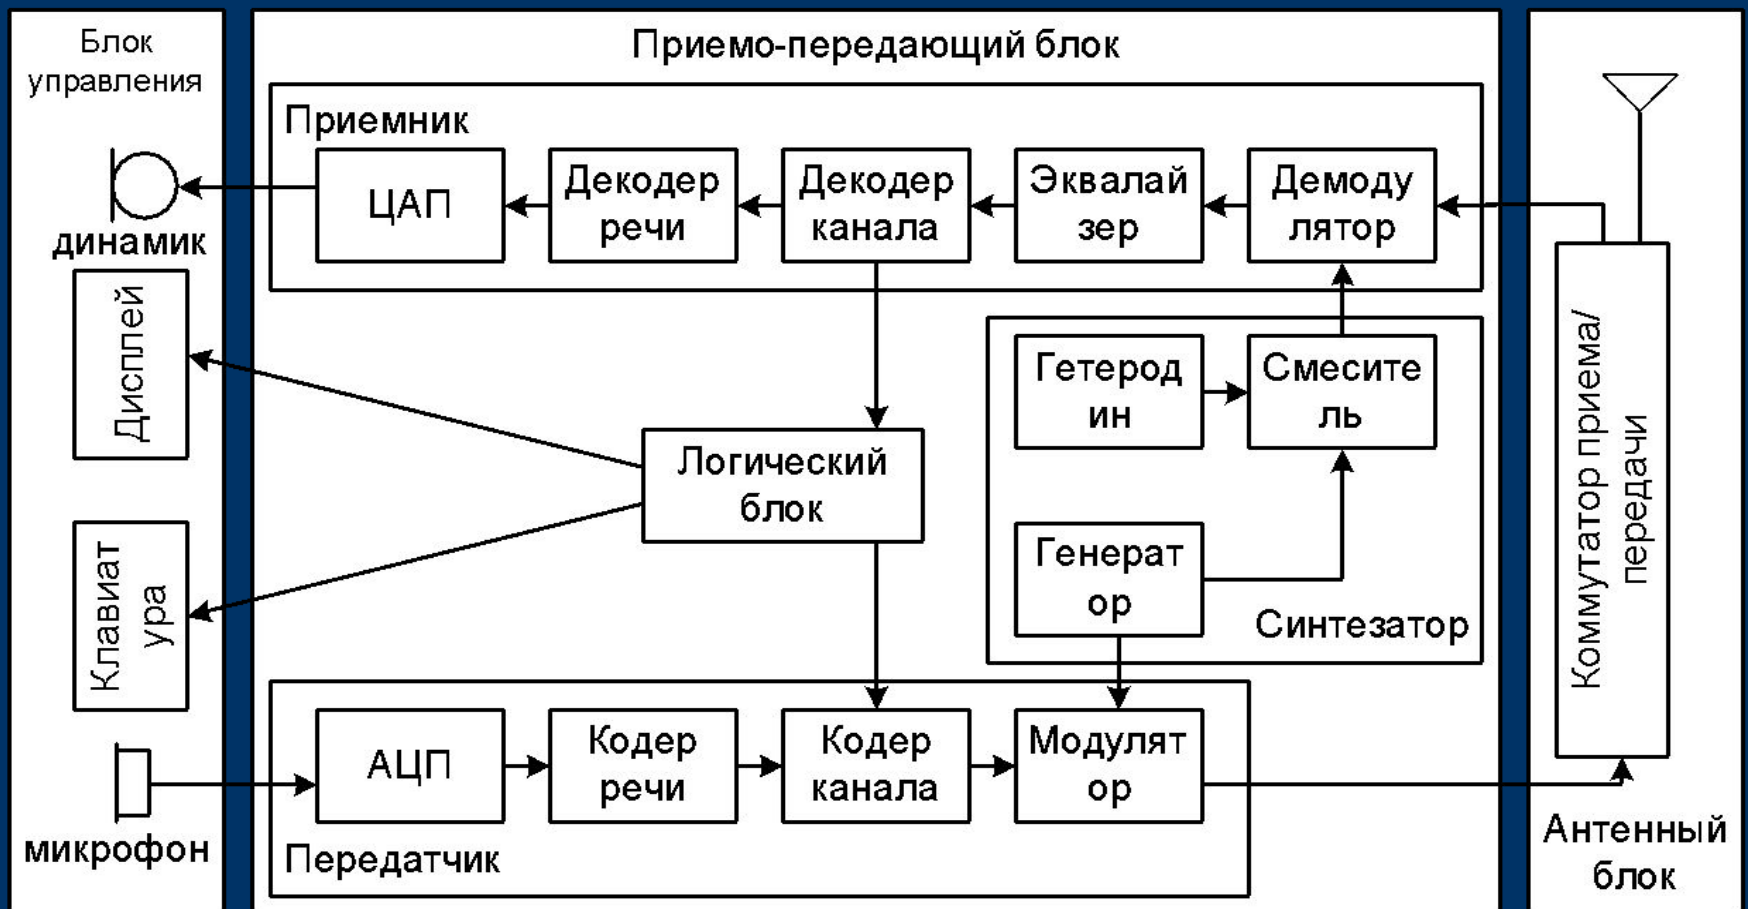 Блок
управления
динамик
Дисплей
Клавиат
ура
микрофон
Приемо-передающий блок
Приемник
ЦАП
Декодер
речи
Декодер
канала
Эквалай
зер
Демоду
лятор
Гетерод
ин
Смесите
ль
Генерат
ор
Синтезатор
Логический
блок
АЦП
Кодер
речи
Кодер
канала
Модулят
ор
Передатчик
Коммутатор приема/
передачи
Антенный
блок